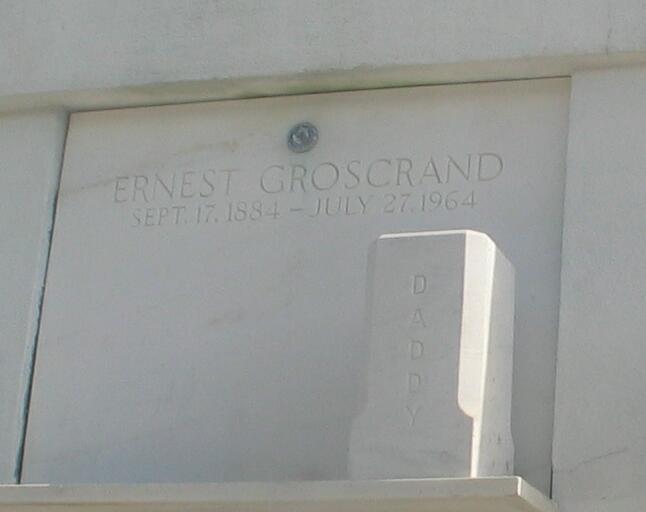 ERNEST GROSCRAND
SEPT. 17. 1884 – JULY 27. 1964
DADDY